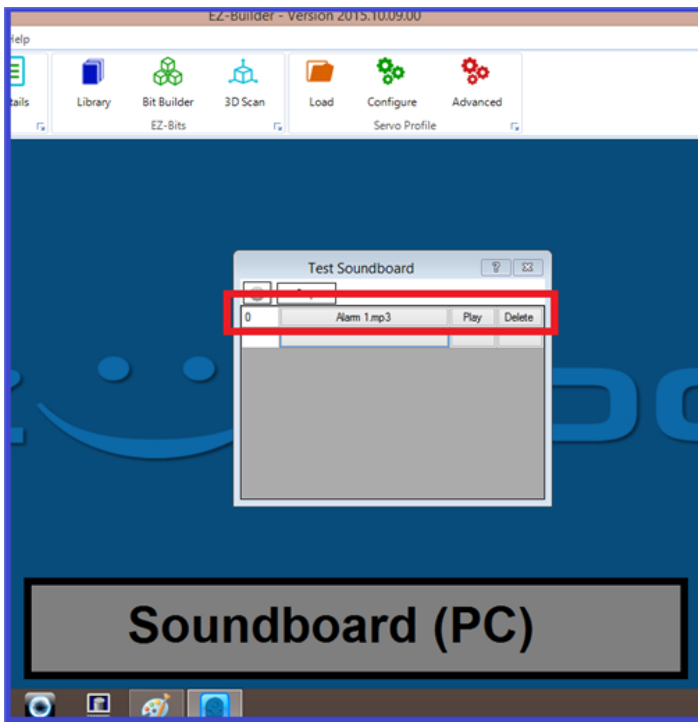 EZ-Builder - Version 2015.10.09.00
Help
Library
Bit Builder
3D Scan
Load
Configure
Advanced
EZ-Bits
Servo Profile
Test Soundboard
?
0
Alarm 1.mp3
Play
Delete
Soundboard (PC)